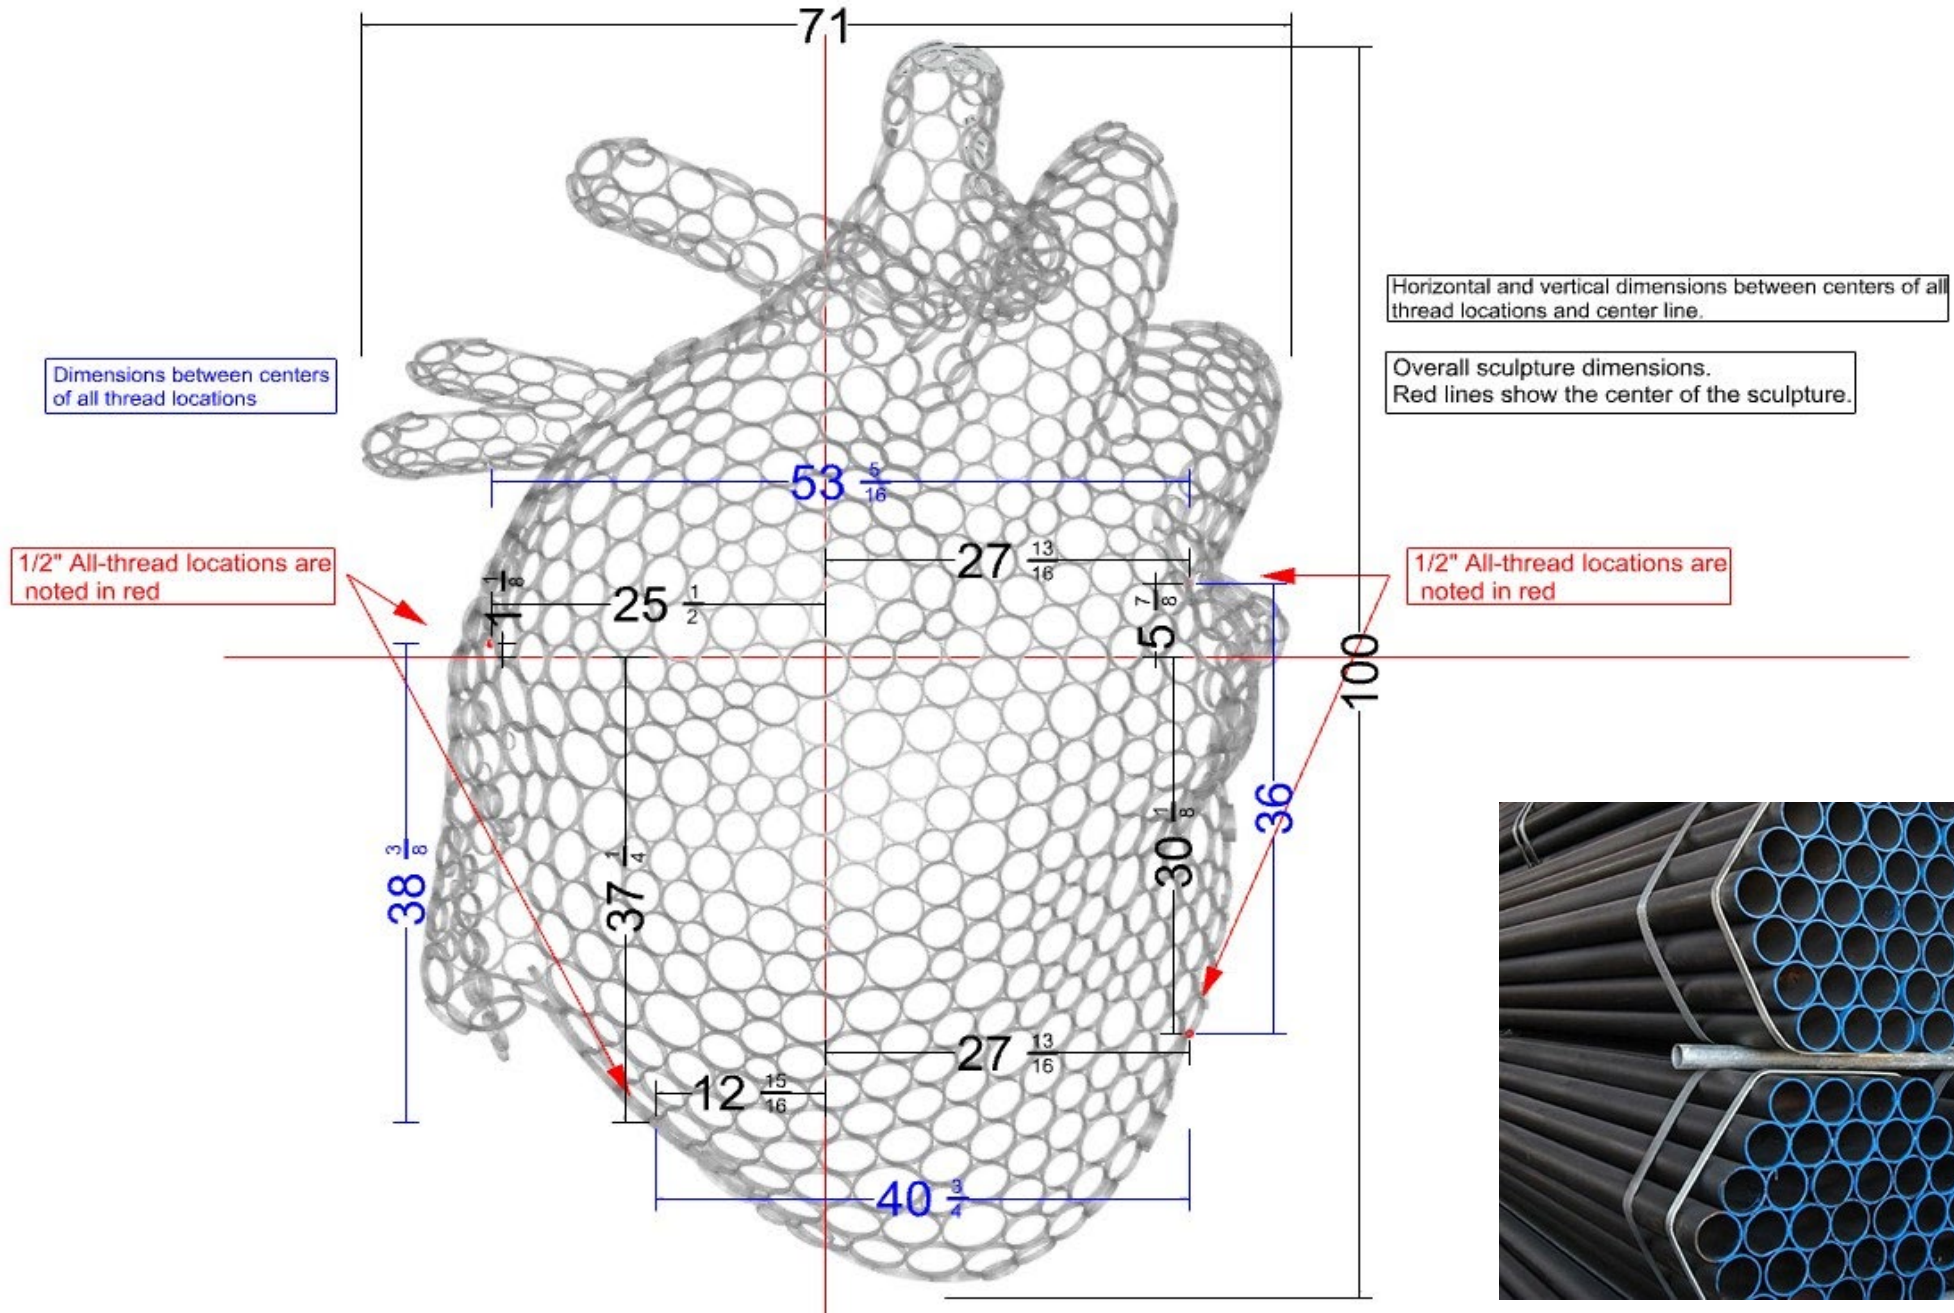 71
Horizontal and vertical dimensions between centers of all
thread locations and center line.
Overall sculpture dimensions.
Red lines show the center of the sculpture.
Dimensions between centers
of all thread locations
53 5/16
1/2" All-thread locations are
noted in red
27 13/16
1/2" All-thread locations are
noted in red
1 1/8
25 1/2
5 7/8
100
36
30 1/8
38 3/8
37 1/4
27 13/16
12 15/16
40 3/4